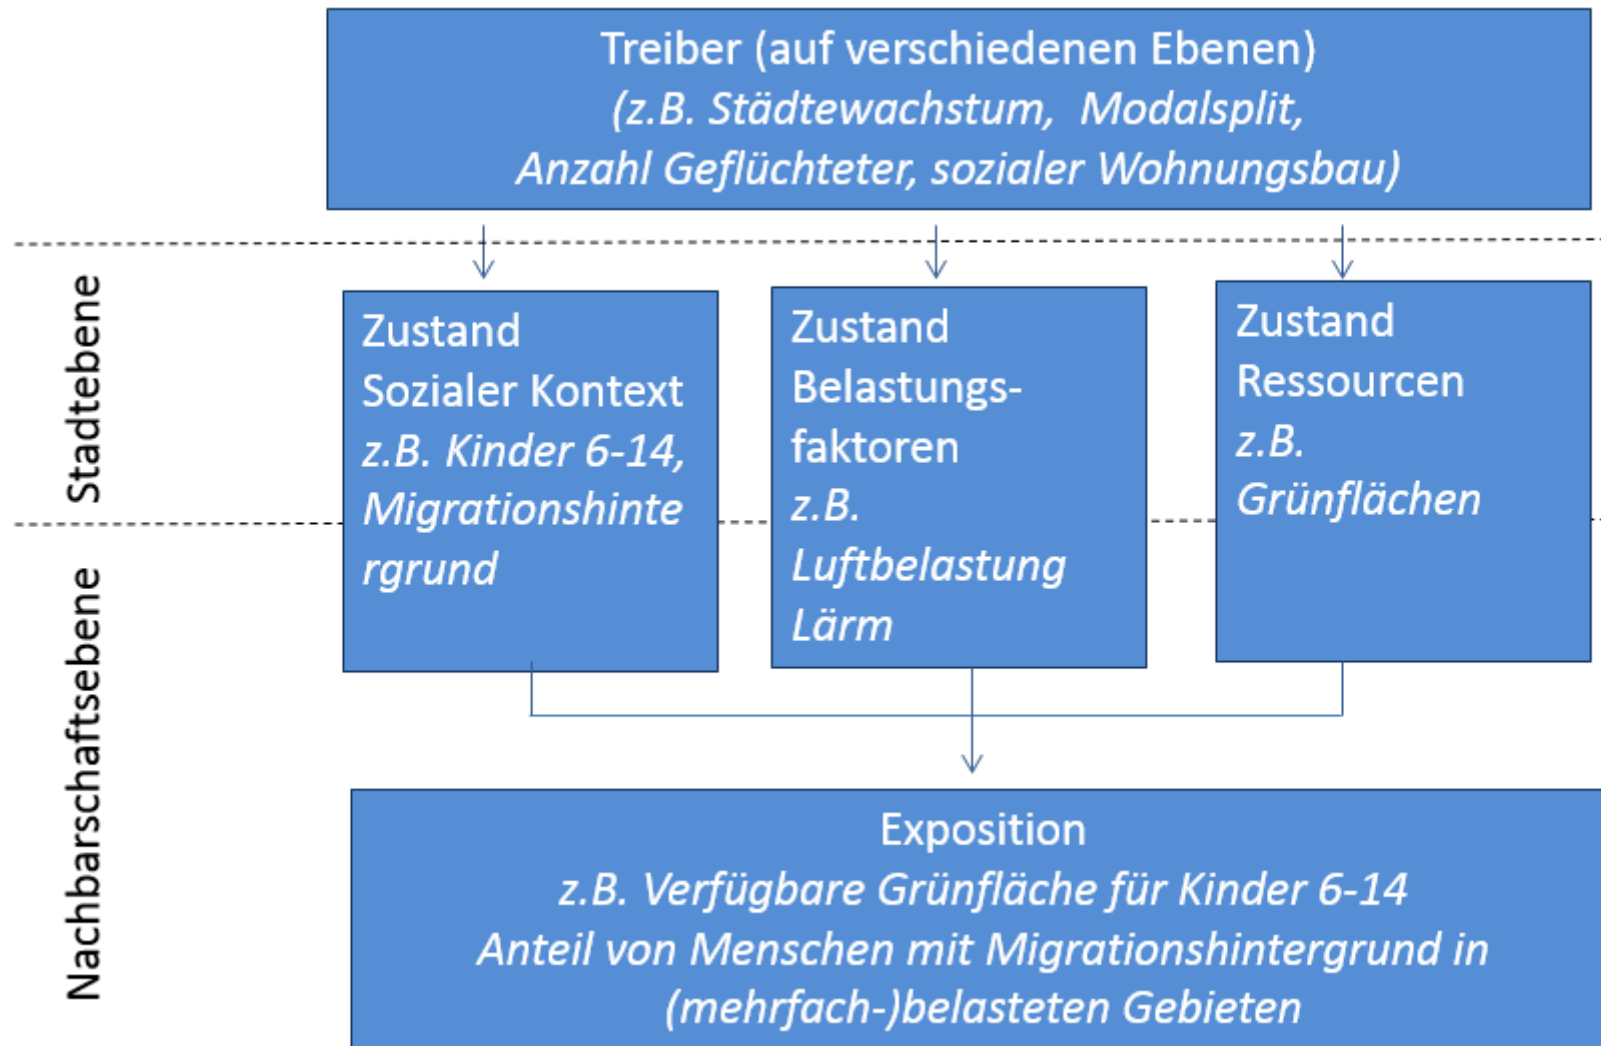 Treiber (auf verschiedenen Ebenen)
(z.B. Städtewachstum, Modalsplit,
Anzahl Geflüchteter, sozialer Wohnungsbau)
Stadtebene
Zustand
Sozialer Kontext
z.B. Kinder 6-14,
Migrationshinte
rgrund
Zustand
Belastungs-
faktoren
z.B.
Luftbelastung
Lärm
Zustand
Ressourcen
z.B.
Grünflächen
Nachbarschaftsebene
Exposition
z.B. Verfügbare Grünfläche für Kinder 6-14
Anteil von Menschen mit Migrationshintergrund in
(mehrfach-)belasteten Gebieten